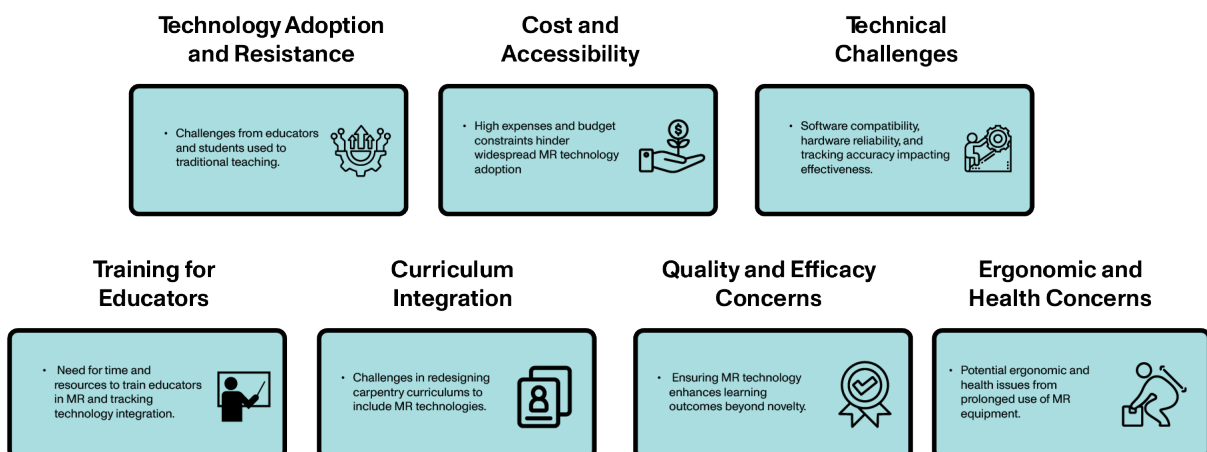 Technology Adoption
and Resistance
• Challenges from educators
and students used to
traditional teaching.
Cost and
Accessibility
• High expenses and budget
constraints hinder
widespread MR technology
adoption
$
Technical
Challenges
• Software compatibility,
hardware reliability, and
tracking accuracy impacting
effectiveness.
Training for
Educators
• Need for time and
resources to train educators
in MR and tracking
technology integration.
Curriculum
Integration
• Challenges in redesigning
carpentry curriculums to
include MR technologies.
Quality and Efficacy
Concerns
• Ensuring MR technology
enhances learning
outcomes beyond novelty.
Ergonomic and
Health Concerns
• Potential ergonomic and
health issues from
prolonged use of MR
equipment.